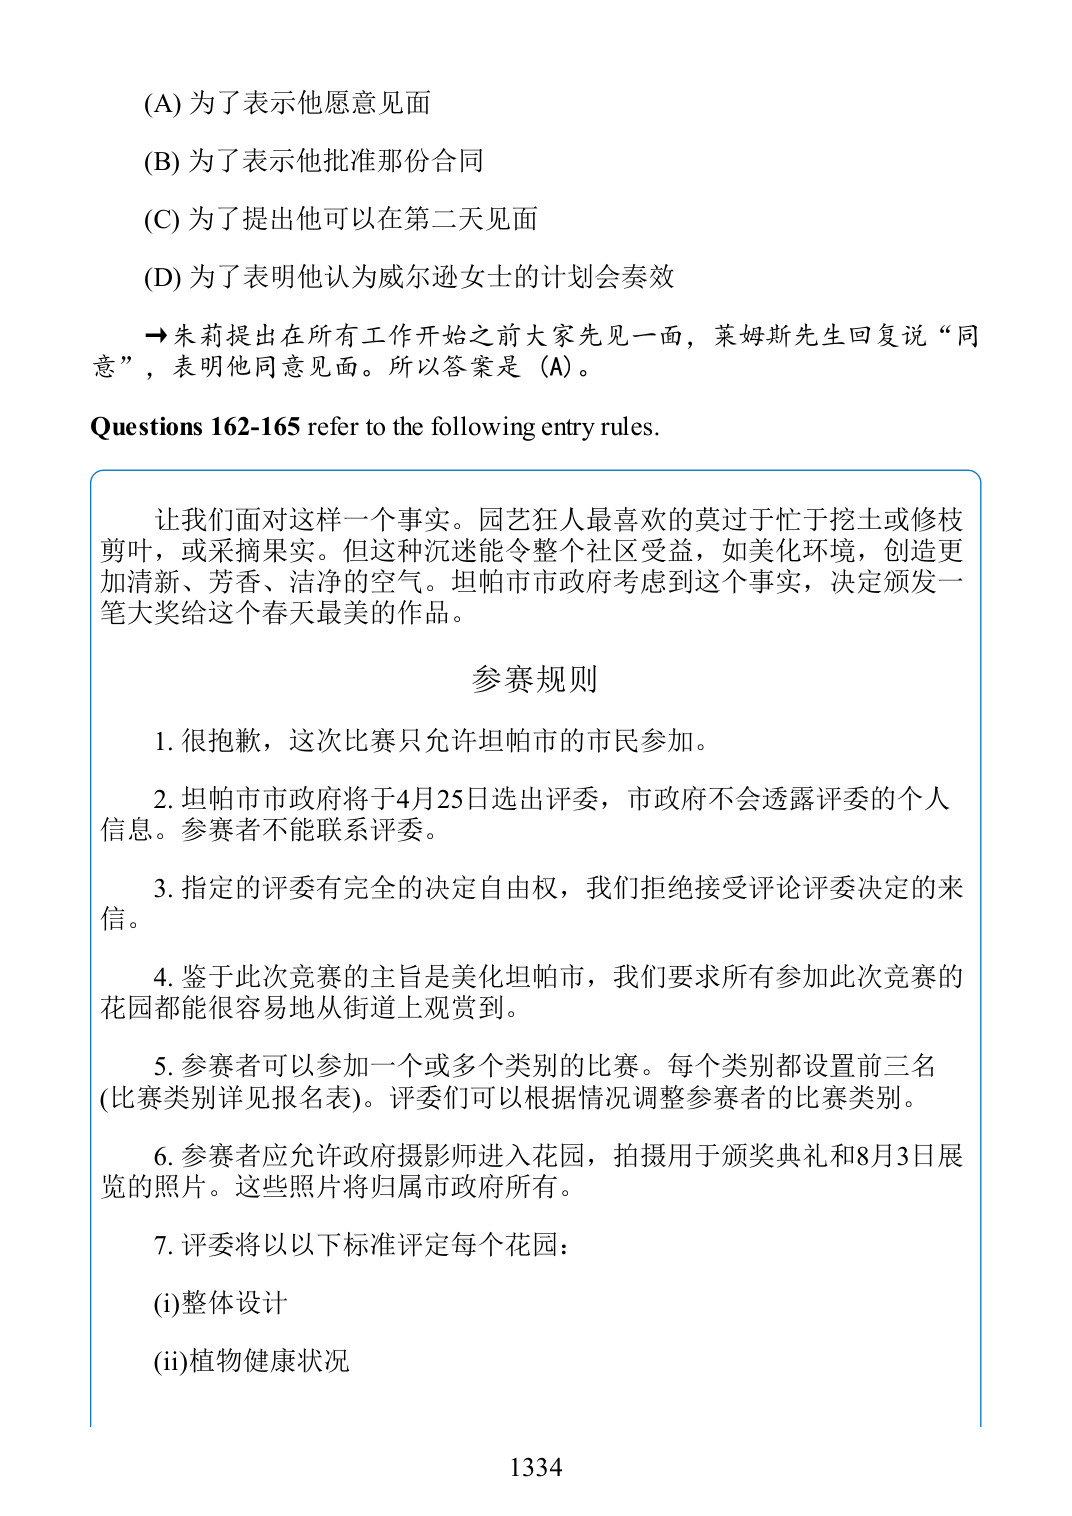 (A) 为了表示他愿意见面
(B) 为了表示他批准那份合同
(C) 为了提出他可以在第二天见面
(D) 为了表明他认为威尔逊女士的计划会奏效
→朱莉提出在所有工作开始之前大家先见一面，莱姆斯先生回复说“同
意”，表明他同意见面。所以答案是 (A)。
Questions 162-165 refer to the following entry rules.
让我们面对这样一个事实。园艺狂人最喜欢的莫过于忙于挖土或修枝
剪叶，或采摘果实。但这种沉迷能令整个社区受益，如美化环境，创造更
加清新、芳香、洁净的空气。坦帕市市政府考虑到这个事实，决定颁发一
笔大奖给这个春天最美的作品。
参赛规则
1. 很抱歉，这次比赛只允许坦帕市的市民参加。
2. 坦帕市市政府将于4月25日选出评委，市政府不会透露评委的个人
信息。参赛者不能联系评委。
3. 指定的评委有完全的决定自由权，我们拒绝接受评论评委决定的来
信。
4. 鉴于此次竞赛的主旨是美化坦帕市，我们要求所有参加此次竞赛的
花园都能很容易地从街道上观赏到。
5. 参赛者可以参加一个或多个类别的比赛。每个类别都设置前三名
(比赛类别详见报名表)。评委们可以根据情况调整参赛者的比赛类别。
6. 参赛者应允许政府摄影师进入花园，拍摄用于颁奖典礼和8月3日展
览的照片。这些照片将归属市政府所有。
7. 评委将以以下标准评定每个花园：
(i)整体设计
(ii)植物健康状况
1334